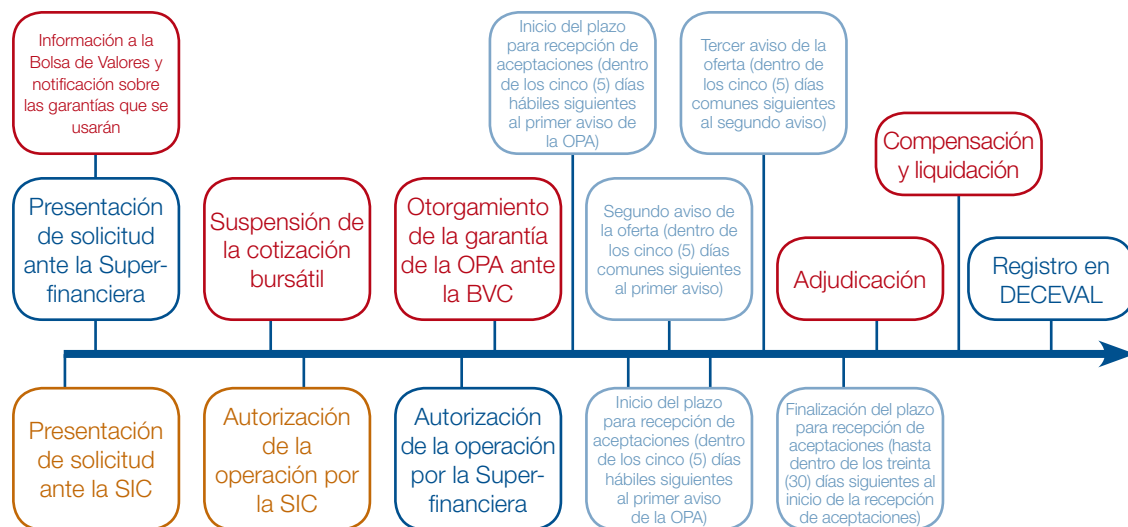 Información a la
Bolsa de Valores y
notificación sobre
las garantías que se
usarán
Inicio del plazo
para recepción de
aceptaciones (dentro
de los cinco (5) días
hábiles siguientes
al primer aviso de
la OPA)
Tercer aviso de la
oferta (dentro de
los cinco (5) días
comunes siguientes
al segundo aviso)
Compensación
y liquidación
Presentación
de solicitud
ante la Super-
financiera
Suspensión de
la cotización
bursátil
Otorgamiento
de la garantía
de la OPA ante
la BVC
Segundo aviso de
la oferta (dentro de
los cinco (5) días
comunes siguientes
al primer aviso)
Adjudicación
Registro en
DECEVAL
Presentación
de solicitud
ante la SIC
Autorización
de la
operación por
la SIC
Autorización
de la operación
por la Super-
financiera
Inicio del plazo
para recepción de
aceptaciones (dentro
de los cinco (5) días
hábiles siguientes
al primer aviso
de la OPA)
Finalización del plazo
para recepción de
aceptaciones (hasta
dentro de los treinta
(30) días siguientes al
inicio de la recepción
de aceptaciones)